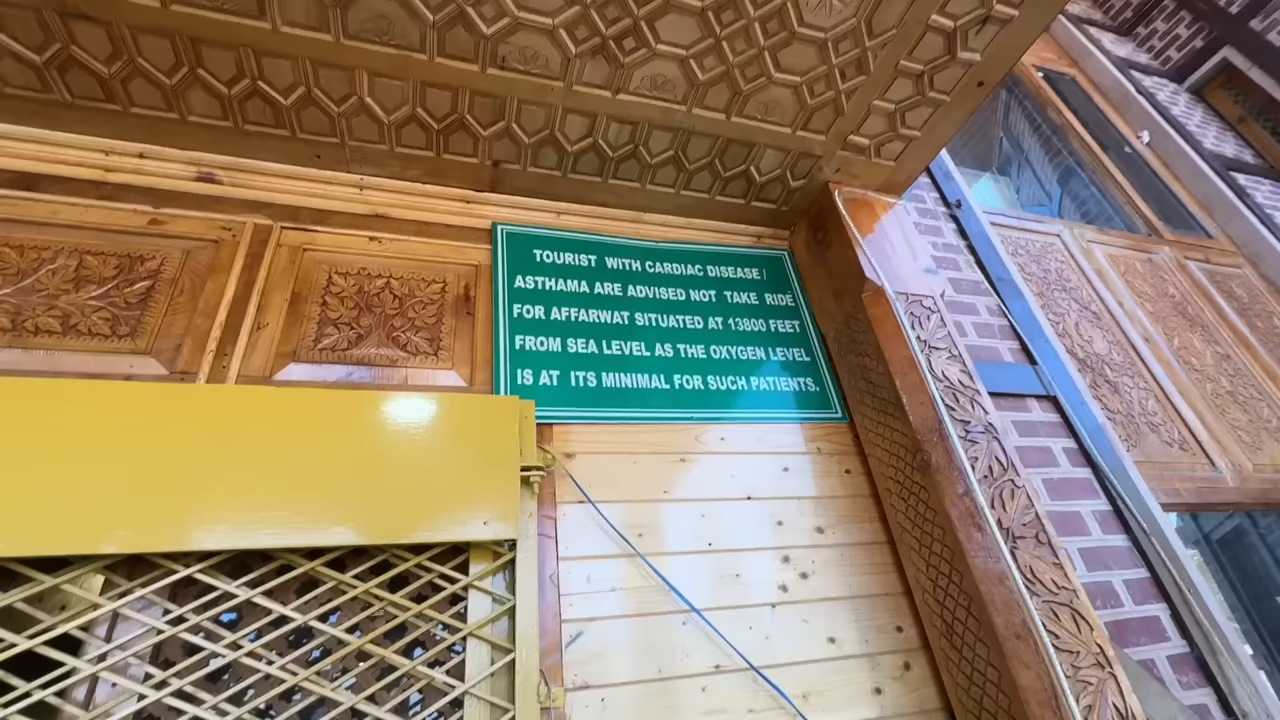 TOURIST WITH CARDIAC DISEASE /
ASTHAMA ARE ADVISED NOT TAKE RIDE
FOR AFFARWAT SITUATED AT 13800 FEET
FROM SEA LEVEL AS THE OXYGEN LEVEL
IS AT ITS MINIMAL FOR SUCH PATIENTS.